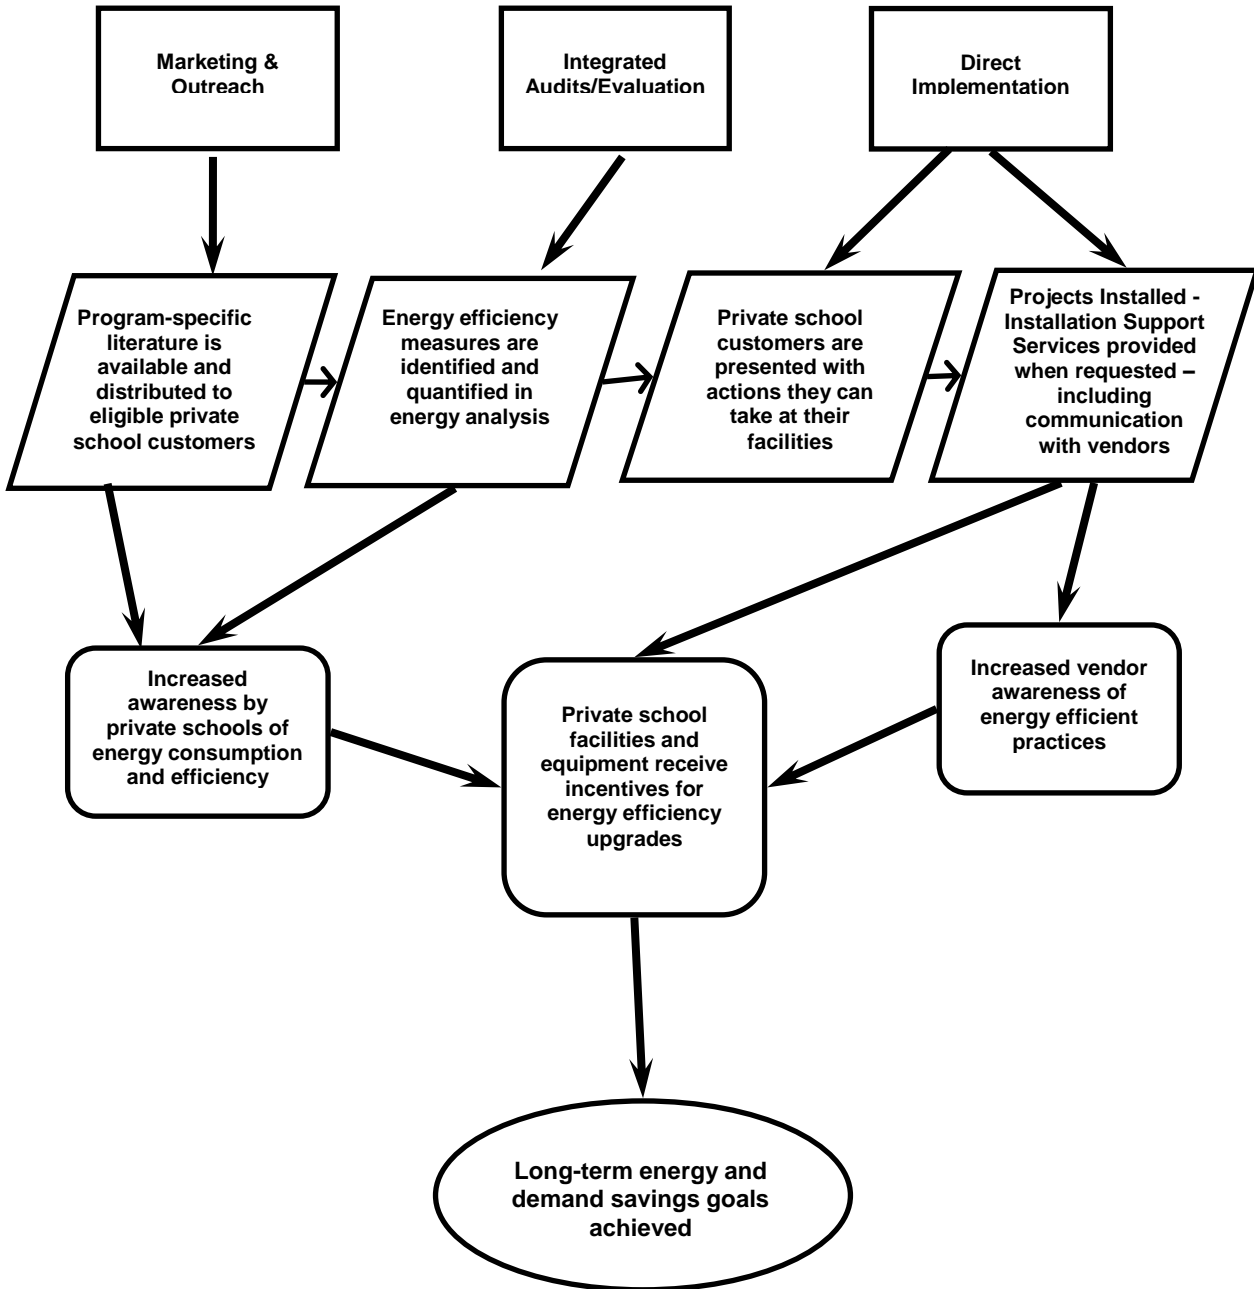 Marketing &
Outreach
Integrated
Audits/Evaluation
Direct
Implementation
Program-specific
literature is
available and
distributed to
eligible private
school customers
Energy efficiency
measures are
identified and
quantified in
energy analysis
Private school
customers are
presented with
actions they can
take at their
facilities
Projects Installed -
Installation Support
Services provided
when requested –
including
communication
with vendors
Increased
awareness by
private schools of
energy consumption
and efficiency
Private school
facilities and
equipment receive
incentives for
energy efficiency
upgrades
Increased vendor
awareness of
energy efficient
practices
Long-term energy and
demand savings goals
achieved